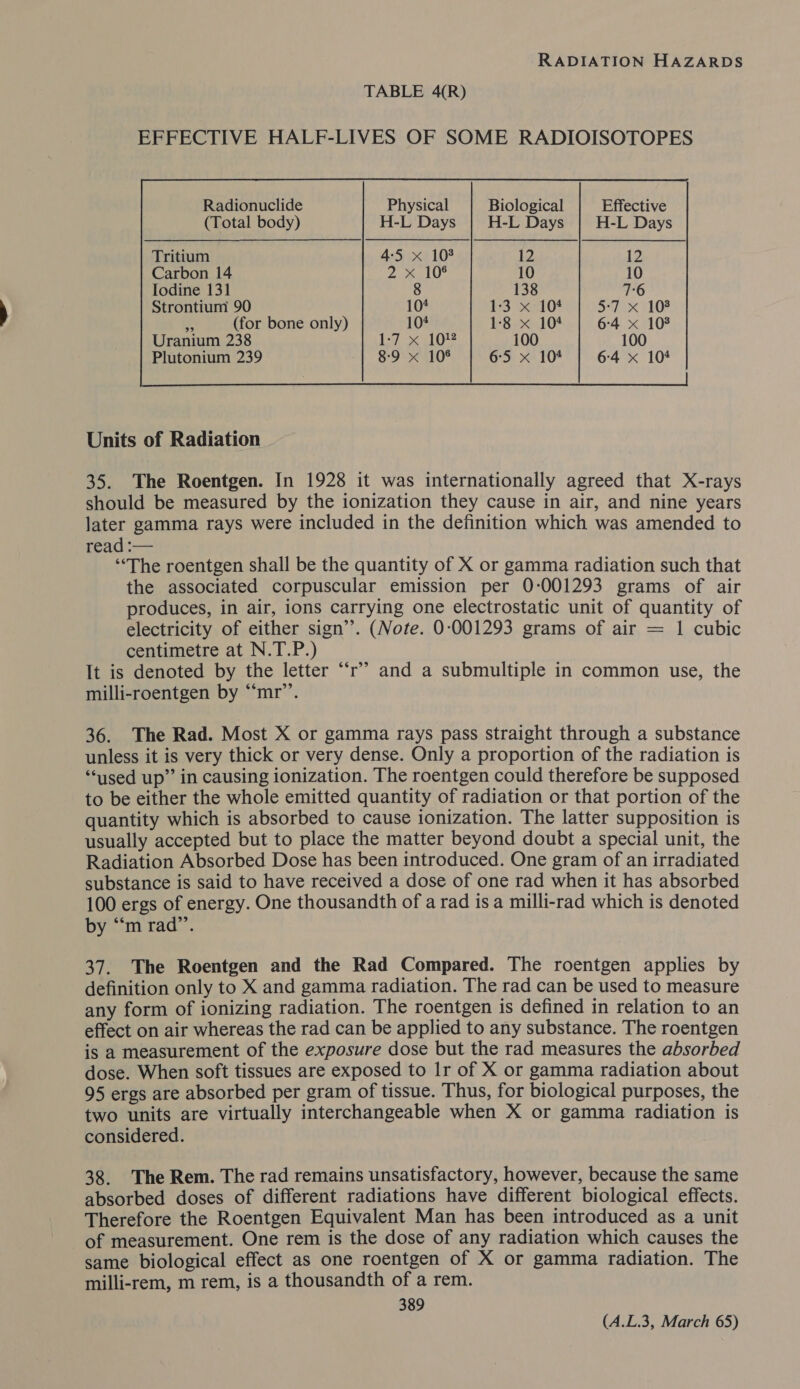 RADIATION HAZARDS
TABLE 4(R)
EFFECTIVE HALF-LIVES OF SOME RADIOISOTOPES
Radionuclide Physical Biological Effective
(Total body) H-L Days H-L Days H-L Days
Tritium 4·5 × 10³ 12 12
Carbon 14 2 × 10⁶ 10 10
Iodine 131 8 138 7·6
Strontium 90 10⁴ 1·3 × 10⁴ 5·7 × 10³
„ (for bone only) 10⁴ 1·8 × 10⁴ 6·4 × 10³
Uranium 238 1·7 × 10¹² 100 100
Plutonium 239 8·9 × 10⁶ 6·5 × 10⁴ 6·4 × 10⁴
Units of Radiation
35. The Roentgen. In 1928 it was internationally agreed that X-rays
should be measured by the ionization they cause in air, and nine years
later gamma rays were included in the definition which was amended to
read :—
“The roentgen shall be the quantity of X or gamma radiation such that
the associated corpuscular emission per 0·001293 grams of air
produces, in air, ions carrying one electrostatic unit of quantity of
electricity of either sign”. (Note. 0·001293 grams of air = 1 cubic
centimetre at N.T.P.)
It is denoted by the letter “r” and a submultiple in common use, the
milli-roentgen by “mr”.
36. The Rad. Most X or gamma rays pass straight through a substance
unless it is very thick or very dense. Only a proportion of the radiation is
“used up” in causing ionization. The roentgen could therefore be supposed
to be either the whole emitted quantity of radiation or that portion of the
quantity which is absorbed to cause ionization. The latter supposition is
usually accepted but to place the matter beyond doubt a special unit, the
Radiation Absorbed Dose has been introduced. One gram of an irradiated
substance is said to have received a dose of one rad when it has absorbed
100 ergs of energy. One thousandth of a rad is a milli-rad which is denoted
by “m rad”.
37. The Roentgen and the Rad Compared. The roentgen applies by
definition only to X and gamma radiation. The rad can be used to measure
any form of ionizing radiation. The roentgen is defined in relation to an
effect on air whereas the rad can be applied to any substance. The roentgen
is a measurement of the exposure dose but the rad measures the absorbed
dose. When soft tissues are exposed to 1r of X or gamma radiation about
95 ergs are absorbed per gram of tissue. Thus, for biological purposes, the
two units are virtually interchangeable when X or gamma radiation is
considered.
38. The Rem. The rad remains unsatisfactory, however, because the same
absorbed doses of different radiations have different biological effects.
Therefore the Roentgen Equivalent Man has been introduced as a unit
of measurement. One rem is the dose of any radiation which causes the
same biological effect as one roentgen of X or gamma radiation. The
milli-rem, m rem, is a thousandth of a rem.
389
(A.L.3, March 65)